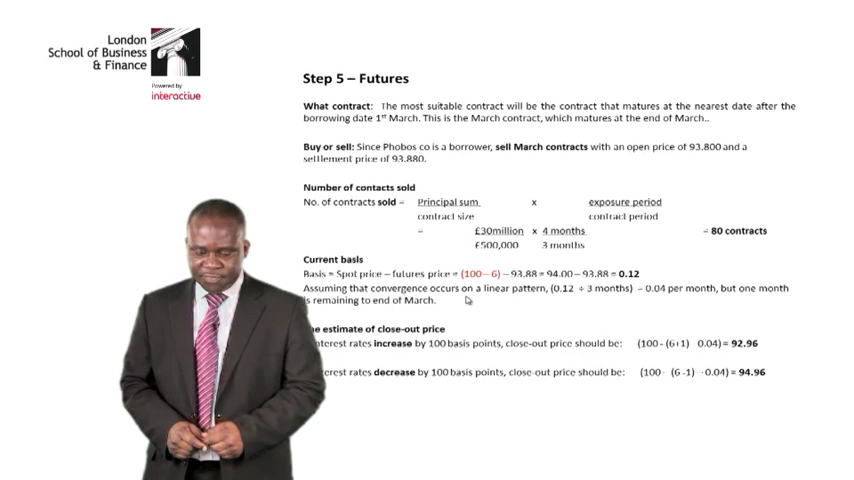 London
School of Business
& Finance
Powered by
interactive
Step 5 – Futures
What contract: The most suitable contract will be the contract that matures at the nearest date after the
borrowing date 1st March. This is the March contract, which matures at the end of March..
Buy or sell: Since Phobos co is a borrower, sell March contracts with an open price of 93.800 and a
settlement price of 93.880.
Number of contacts sold
No. of contracts sold = Principal sum x exposure period
contract size contract period
= £30million x 4 months = 80 contracts
£500,000 3 months
Current basis
Basis = Spot price – futures price = (100 – 6) – 93.88 = 94.00 – 93.88 = 0.12
Assuming that convergence occurs on a linear pattern, (0.12 ÷ 3 months) – 0.04 per month, but one month
is remaining to end of March.
estimate of close-out price
interest rates increase by 100 basis points, close-out price should be: (100 - (6+1) 0.04) = 92.96
rates decrease by 100 basis points, close-out price should be: (100 (6 -1) 0.04) = 94.96